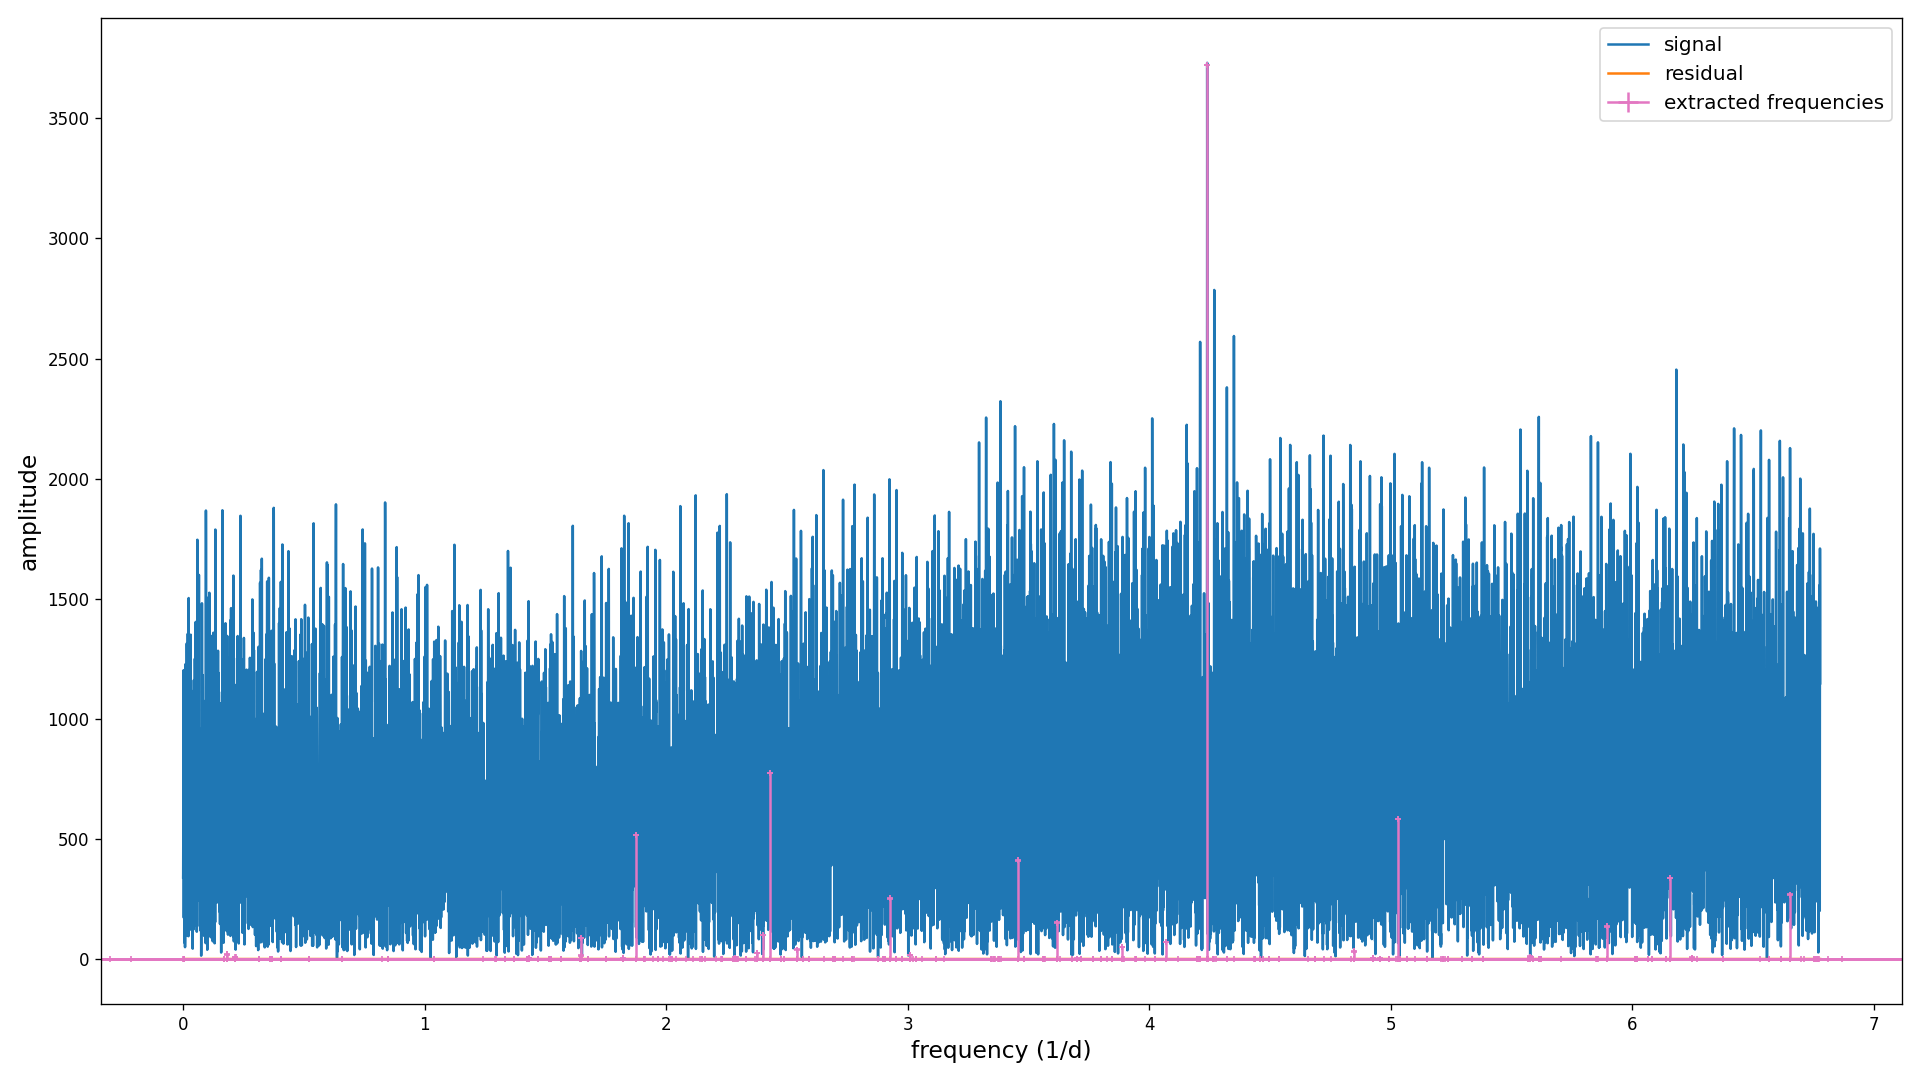 signal
residual
extracted frequencies
3500
3000
2500
2000
1500
1000
500
0
amplitude
0 1 2 3 4 5 6 7
frequency (1/d)